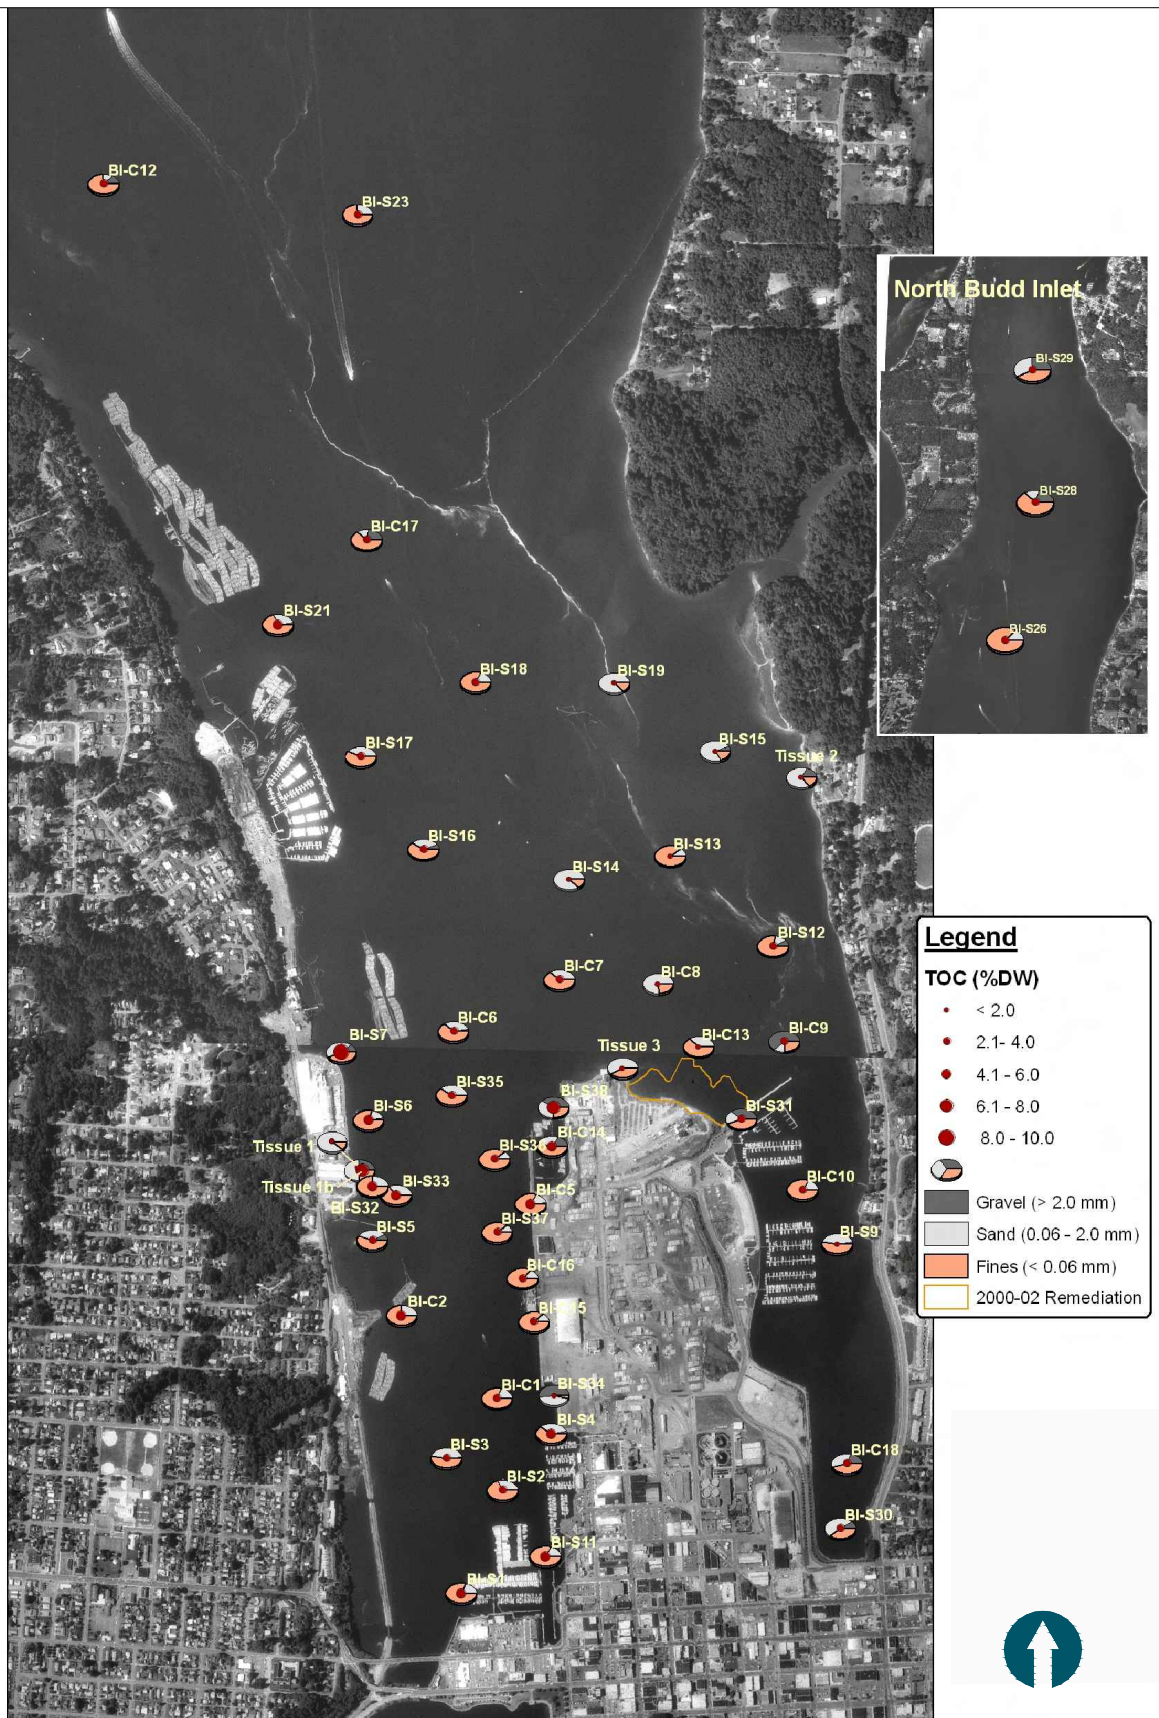 BI-C12
BI-S23
North Budd Inlet
BI-S29
BI-S28
BI-S26
BI-C17
BI-S21
BI-S18
BI-S19
BI-S17
BI-S15
Tissue 2
BI-S16
BI-S13
BI-S14
BI-S12
BI-C7
BI-C8
BI-C6
BI-S7
BI-C9
BI-C13
Tissue 3
BI-S35
BI-S38
BI-S31
BI-S6
BI-C14
Tissue 1
BI-S36
BI-C10
Tissue 1b
BI-S33
BI-C5
BI-S32
BI-S5
BI-S37
BI-S9
BI-C16
BI-C2
BI-C1
BI-S34
BI-S4
BI-S3
BI-C18
BI-S2
BI-S30
BI-S11
BI-S1
Legend
TOC (%DW)
< 2.0
2.1- 4.0
4.1 - 6.0
6.1 - 8.0
8.0 - 10.0
Gravel (> 2.0 mm)
Sand (0.06 - 2.0 mm)
Fines (< 0.06 mm)
2000-02 Remediation